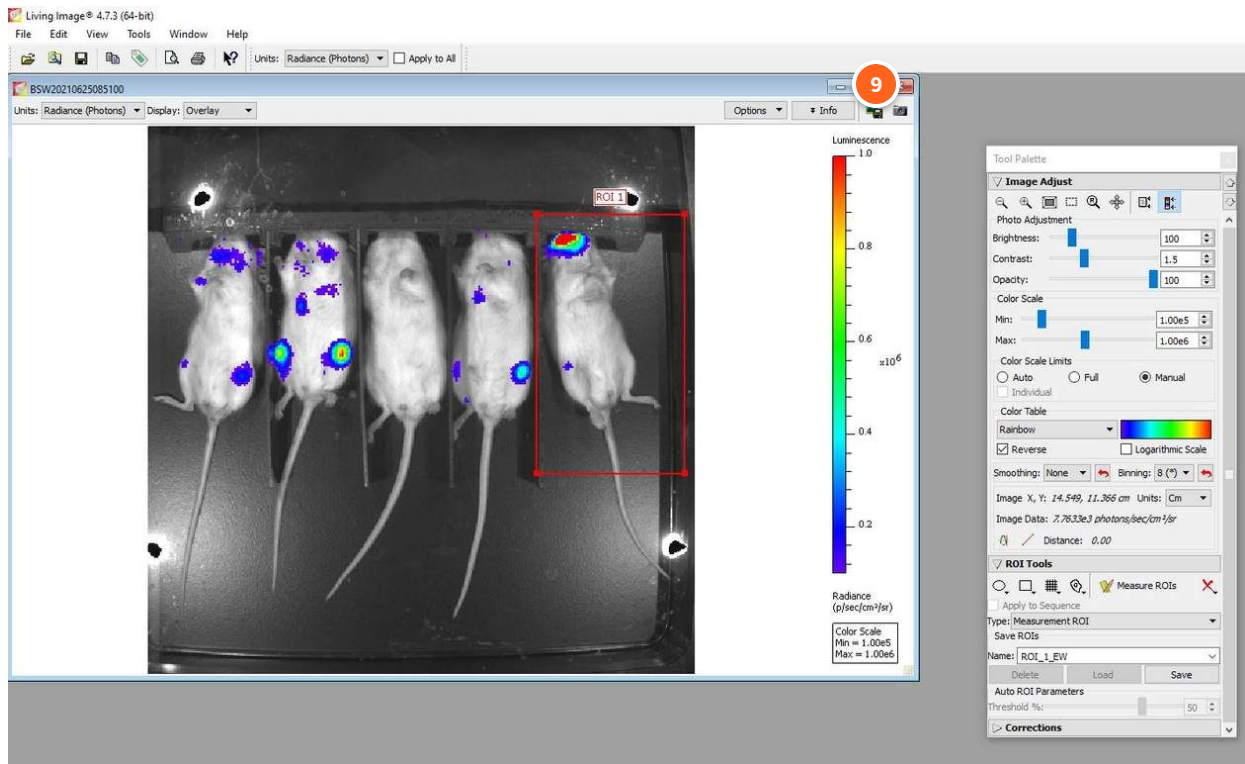 Living Image® 4.7.3 (64-bit)
File Edit View Tools Window Help
Units: Radiance (Photons) Apply to All
9
BSW20210625085100
Units: Radiance (Photons) Display: Overlay Options Info
Luminescence
1.0
ROI 1
0.8
0.6
x10⁶
0.4
0.2
Radiance
(p/sec/cm²/sr)
Color Scale
Min = 1.00e5
Max = 1.00e6
Tool Palette
Image Adjust
Photo Adjustment
Brightness: 100
Contrast: 1.5
Opacity: 100
Color Scale
Min: 1.00e5
Max: 1.00e6
Color Scale Limits
Auto Full Manual
Individual
Color Table
Rainbow
Reverse Logarithmic Scale
Smoothing: None Binning: 8 (*)
Image X, Y: 14.549, 11.366 cm Units: Cm
Image Data: 7.7633e3 photons/sec/cm²/sr
Distance: 0.00
ROI Tools
Measure ROIs
Apply to Sequence
Type: Measurement ROI
Save ROIs
Name: ROI_1_EW
Delete Load Save
Auto ROI Parameters
Threshold %: 50
Corrections